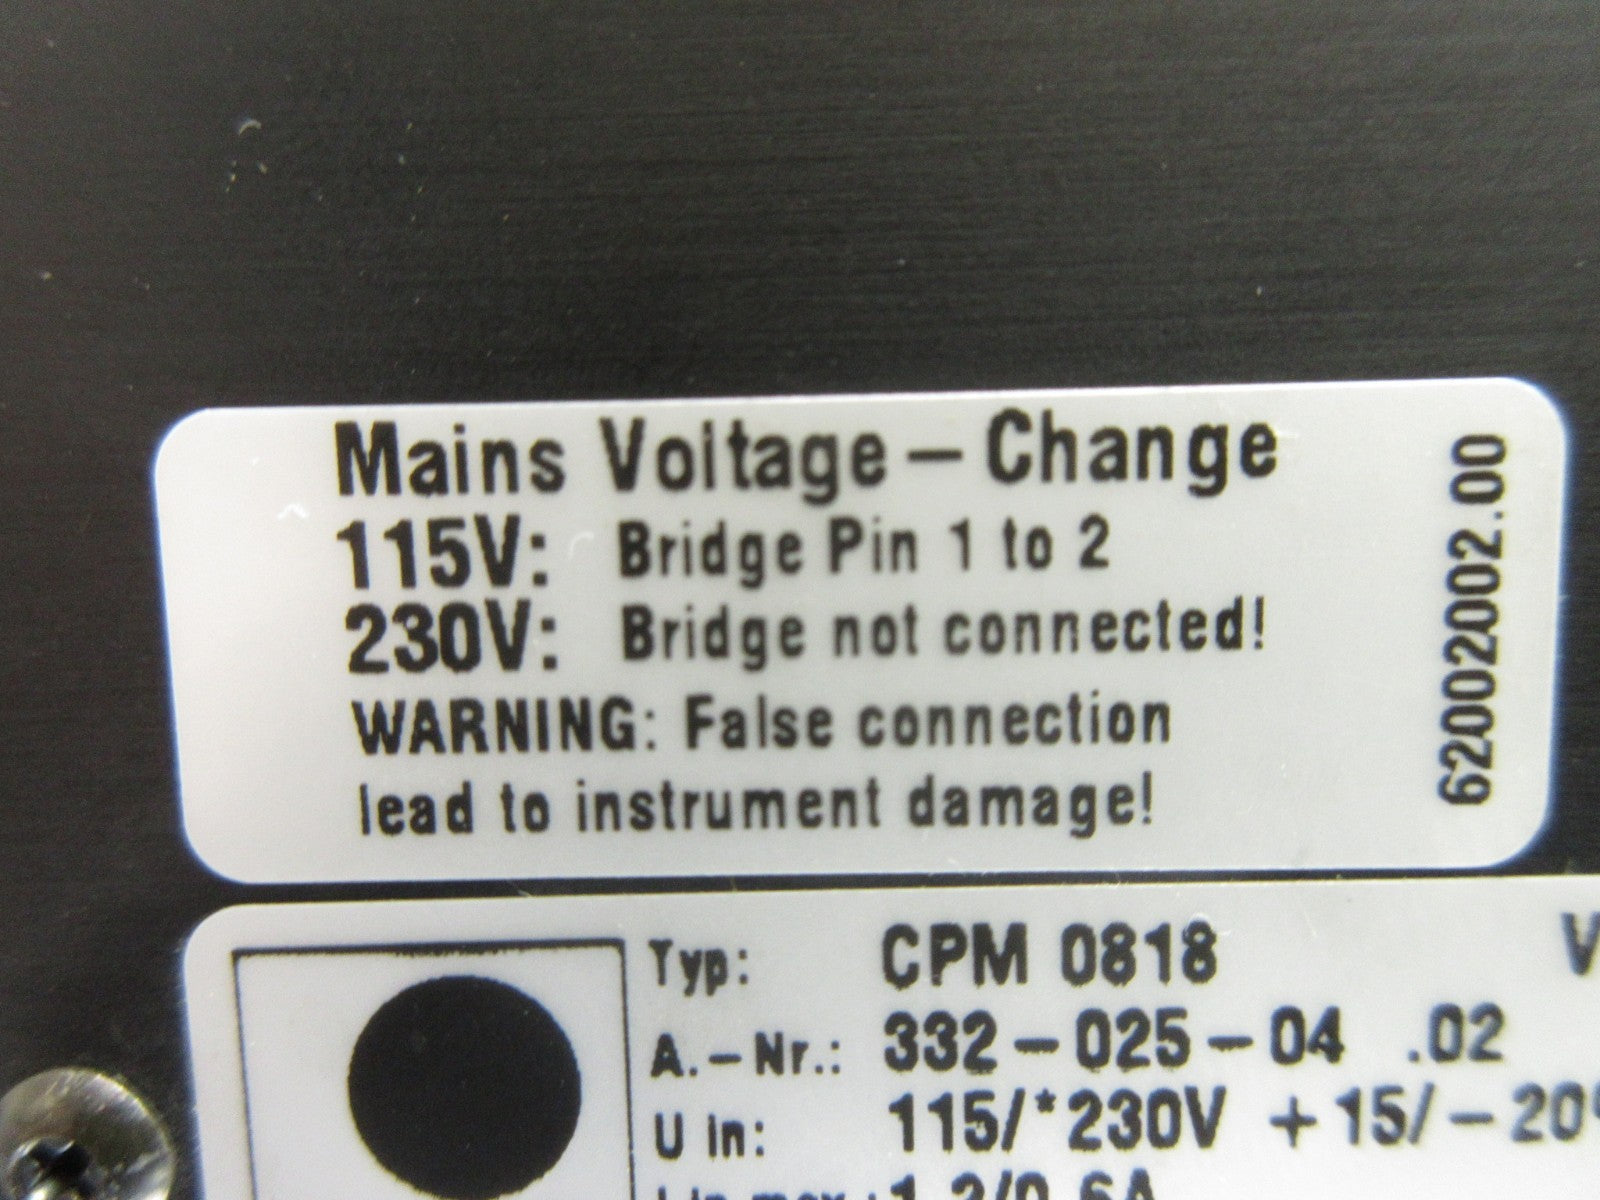 Mains Voltage – Change
115V: Bridge Pin 1 to 2
230V: Bridge not connected!
WARNING: False connection
lead to instrument damage!
62002002.00
Typ: CPM 0818 V
A.–Nr.: 332–025–04 .02
U in: 115/*230V +15/–20